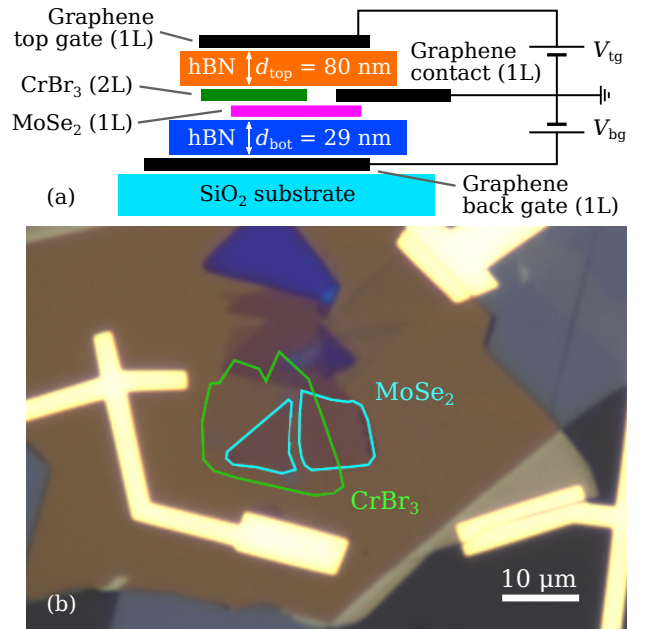 Graphene
top gate (1L)
hBN d_top = 80 nm
Graphene
contact (1L)
V_tg
CrBr₃ (2L)
MoSe₂ (1L)
hBN d_bot = 29 nm
V_bg
(a)
SiO₂ substrate
Graphene
back gate (1L)
MoSe₂
CrBr₃
10 μm
(b)